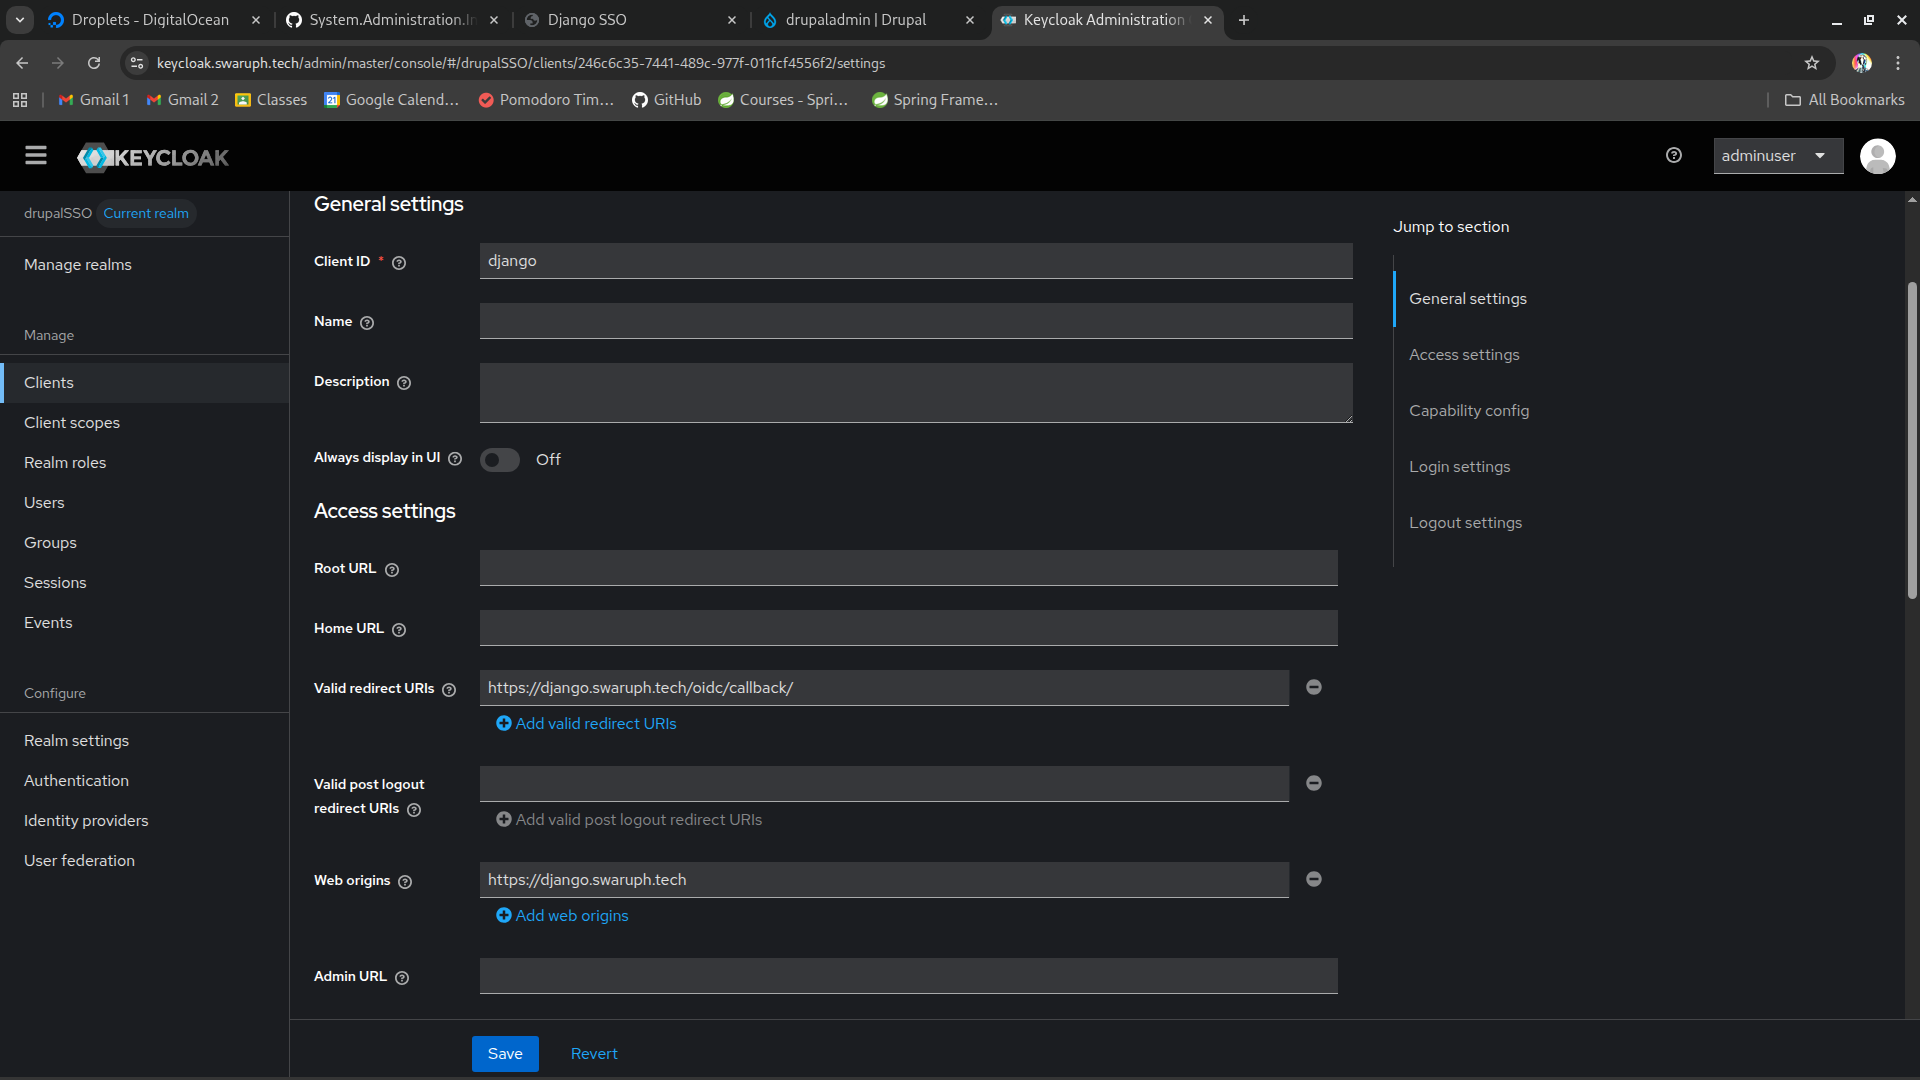 Droplets - DigitalOcean
System.Administration.In
Django SSO
drupaladmin | Drupal
Keycloak Administration
keycloak.swaruph.tech/admin/master/console/#/drupalSSO/clients/246c6c35-7441-489c-977f-011fcf4556f2/settings
Gmail 1
Gmail 2
Classes
Google Calend...
Pomodoro Tim...
GitHub
Courses - Spri...
Spring Frame...
All Bookmarks
KEYCLOAK
adminuser
drupalSSO Current realm
Manage realms
Manage
Clients
Client scopes
Realm roles
Users
Groups
Sessions
Events
Configure
Realm settings
Authentication
Identity providers
User federation
General settings
Client ID *
django
Name
Description
Always display in UI
Off
Access settings
Root URL
Home URL
Valid redirect URIs
https://django.swaruph.tech/oidc/callback/
Add valid redirect URIs
Valid post logout
redirect URIs
Add valid post logout redirect URIs
Web origins
https://django.swaruph.tech
Add web origins
Admin URL
Save
Revert
Jump to section
General settings
Access settings
Capability config
Login settings
Logout settings